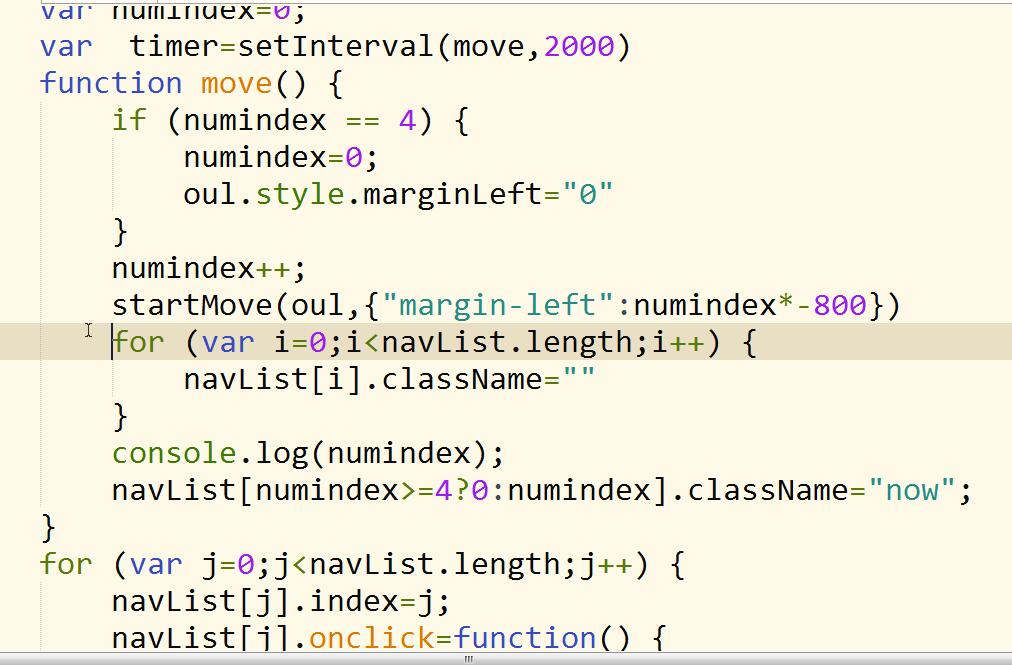 var numindex=0;
var  timer=setInterval(move,2000)
function move() {
    if (numindex == 4) {
        numindex=0;
        oul.style.marginLeft="0"
    }
    numindex++;
    startMove(oul,{"margin-left":numindex*-800})
    for (var i=0;i<navList.length;i++) {
        navList[i].className=""
    }
    console.log(numindex);
    navList[numindex>=4?0:numindex].className="now";
}
for (var j=0;j<navList.length;j++) {
    navList[j].index=j;
    navList[j].onclick=function() {